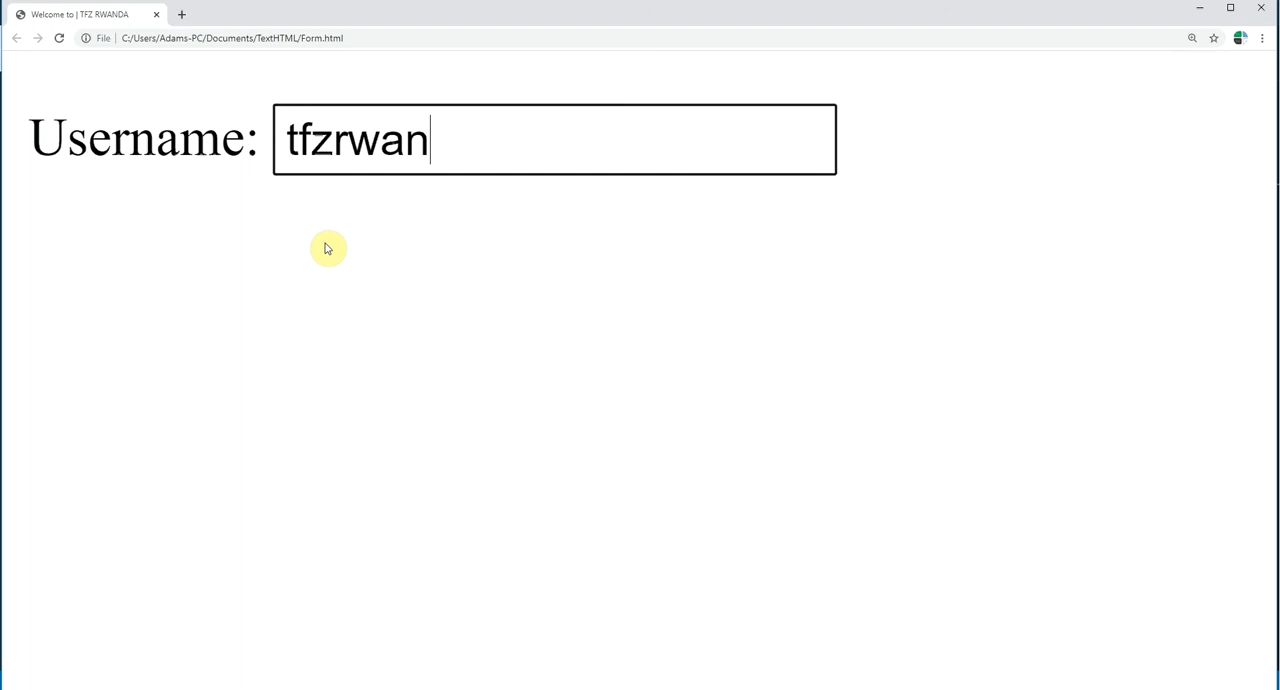 Welcome to | TFZ RWANDA
File | C:/Users/Adams-PC/Documents/TextHTML/Form.html
Username: tfzrwan